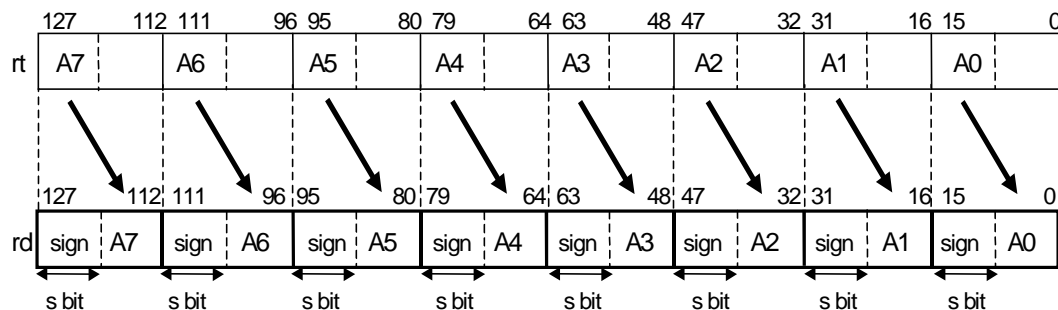 127 112 111 96 95 80 79 64 63 48 47 32 31 16 15 0
rt A7 A6 A5 A4 A3 A2 A1 A0
127 112 111 96 95 80 79 64 63 48 47 32 31 16 15 0
rd sign A7 sign A6 sign A5 sign A4 sign A3 sign A2 sign A1 sign A0
s bit s bit s bit s bit s bit s bit s bit s bit